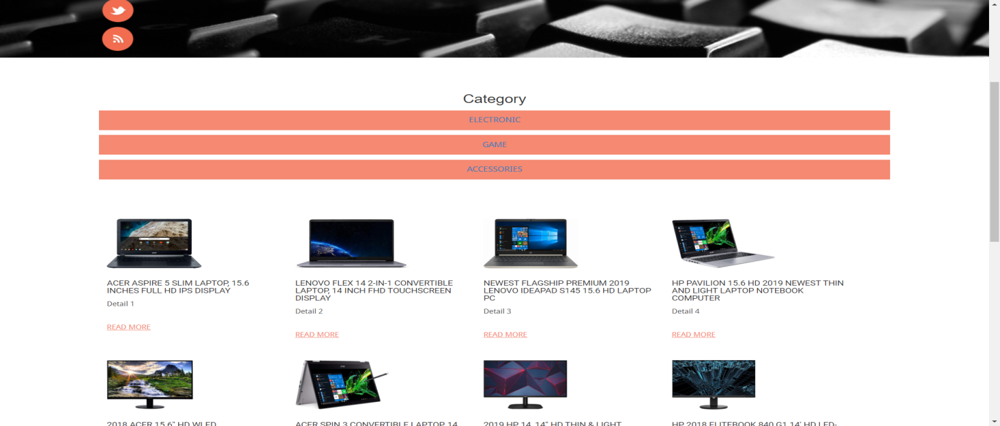 Category
ELECTRONIC
GAME
ACCESSORIES
ACER ASPIRE 5 SLIM LAPTOP, 15.6
INCHES FULL HD IPS DISPLAY
Detail 1
READ MORE
LENOVO FLEX 14 2-IN-1 CONVERTIBLE
LAPTOP, 14 INCH FHD TOUCHSCREEN
DISPLAY
Detail 2
READ MORE
NEWEST FLAGSHIP PREMIUM 2019
LENOVO IDEAPAD S145 15.6 HD LAPTOP
PC
Detail 3
READ MORE
HP PAVILION 15.6 HD 2019 NEWEST THIN
AND LIGHT LAPTOP NOTEBOOK
COMPUTER
Detail 4
READ MORE
2018 ACER 15.6" HD WLED
ACER SPIN 3 CONVERTIBLE LAPTOP, 14
2019 HP 14. 14" HD THIN & LIGHT
HP 2018 ELITEBOOK 840 G1 14' HD LED-